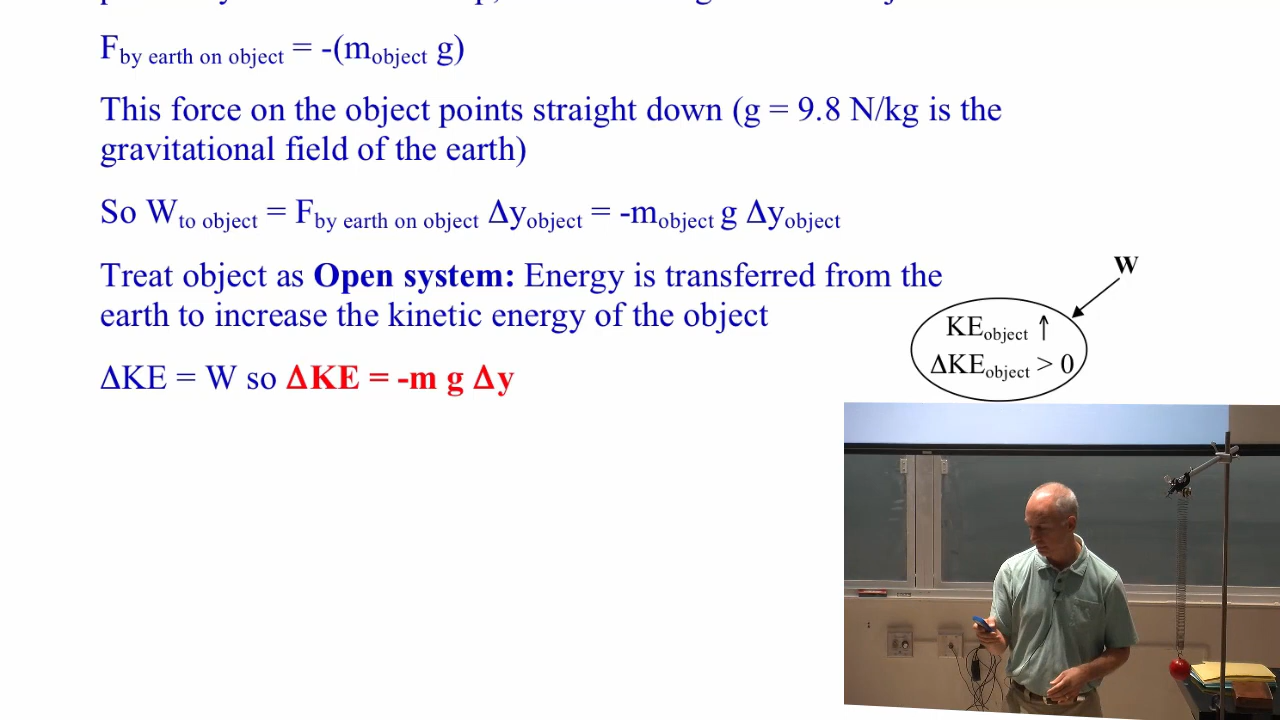 F_by earth on object = -(m_object g)
This force on the object points straight down (g = 9.8 N/kg is the
gravitational field of the earth)
So W_to object = F_by earth on object Δy_object = -m_object g Δy_object
Treat object as Open system: Energy is transferred from the
earth to increase the kinetic energy of the object
W
KE_object ↑
ΔKE_object > 0
ΔKE = W so ΔKE = -m g Δy